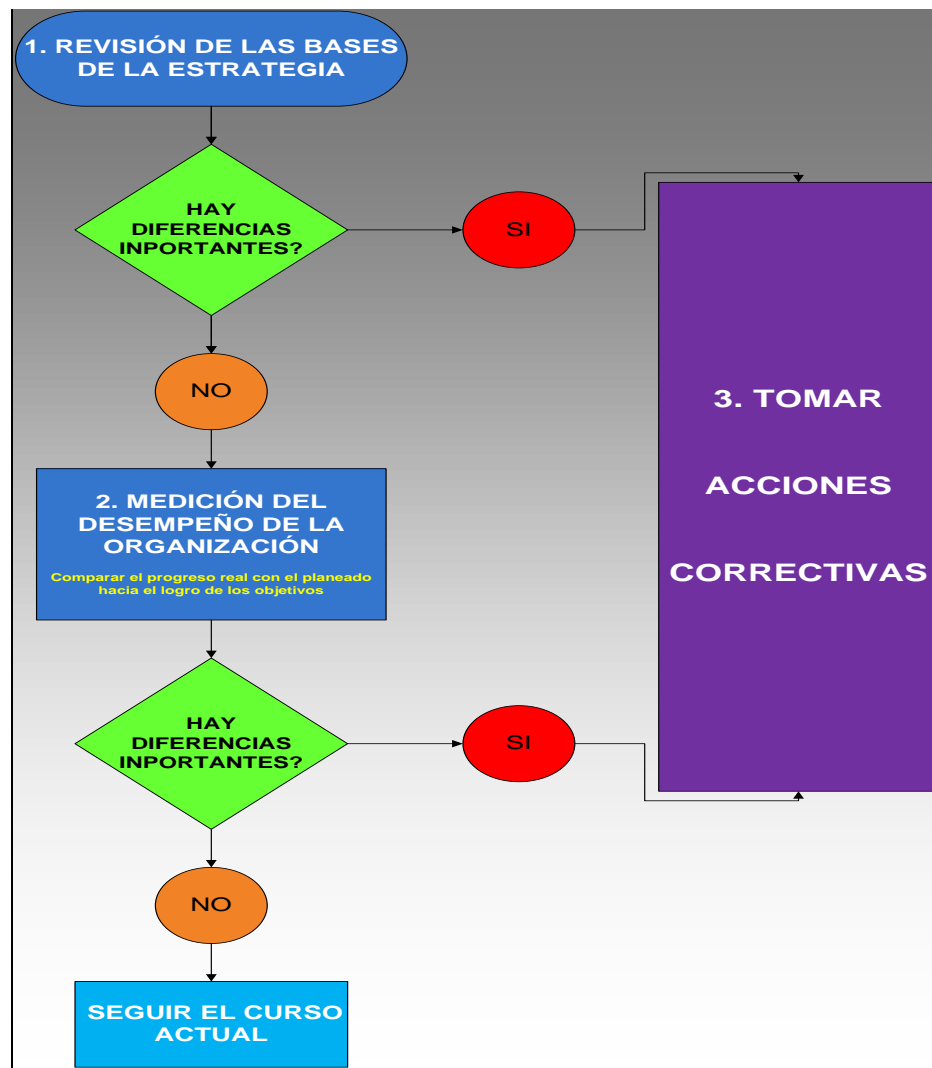 1. REVISIÓN DE LAS BASES
DE LA ESTRATEGIA
HAY
DIFERENCIAS
INPORTANTES?
SI
NO
3. TOMAR
ACCIONES
CORRECTIVAS
2. MEDICIÓN DEL
DESEMPEÑO DE LA
ORGANIZACIÓN
Comparar el progreso real con el planeado
hacia el logro de los objetivos
HAY
DIFERENCIAS
INPORTANTES?
SI
NO
SEGUIR EL CURSO
ACTUAL